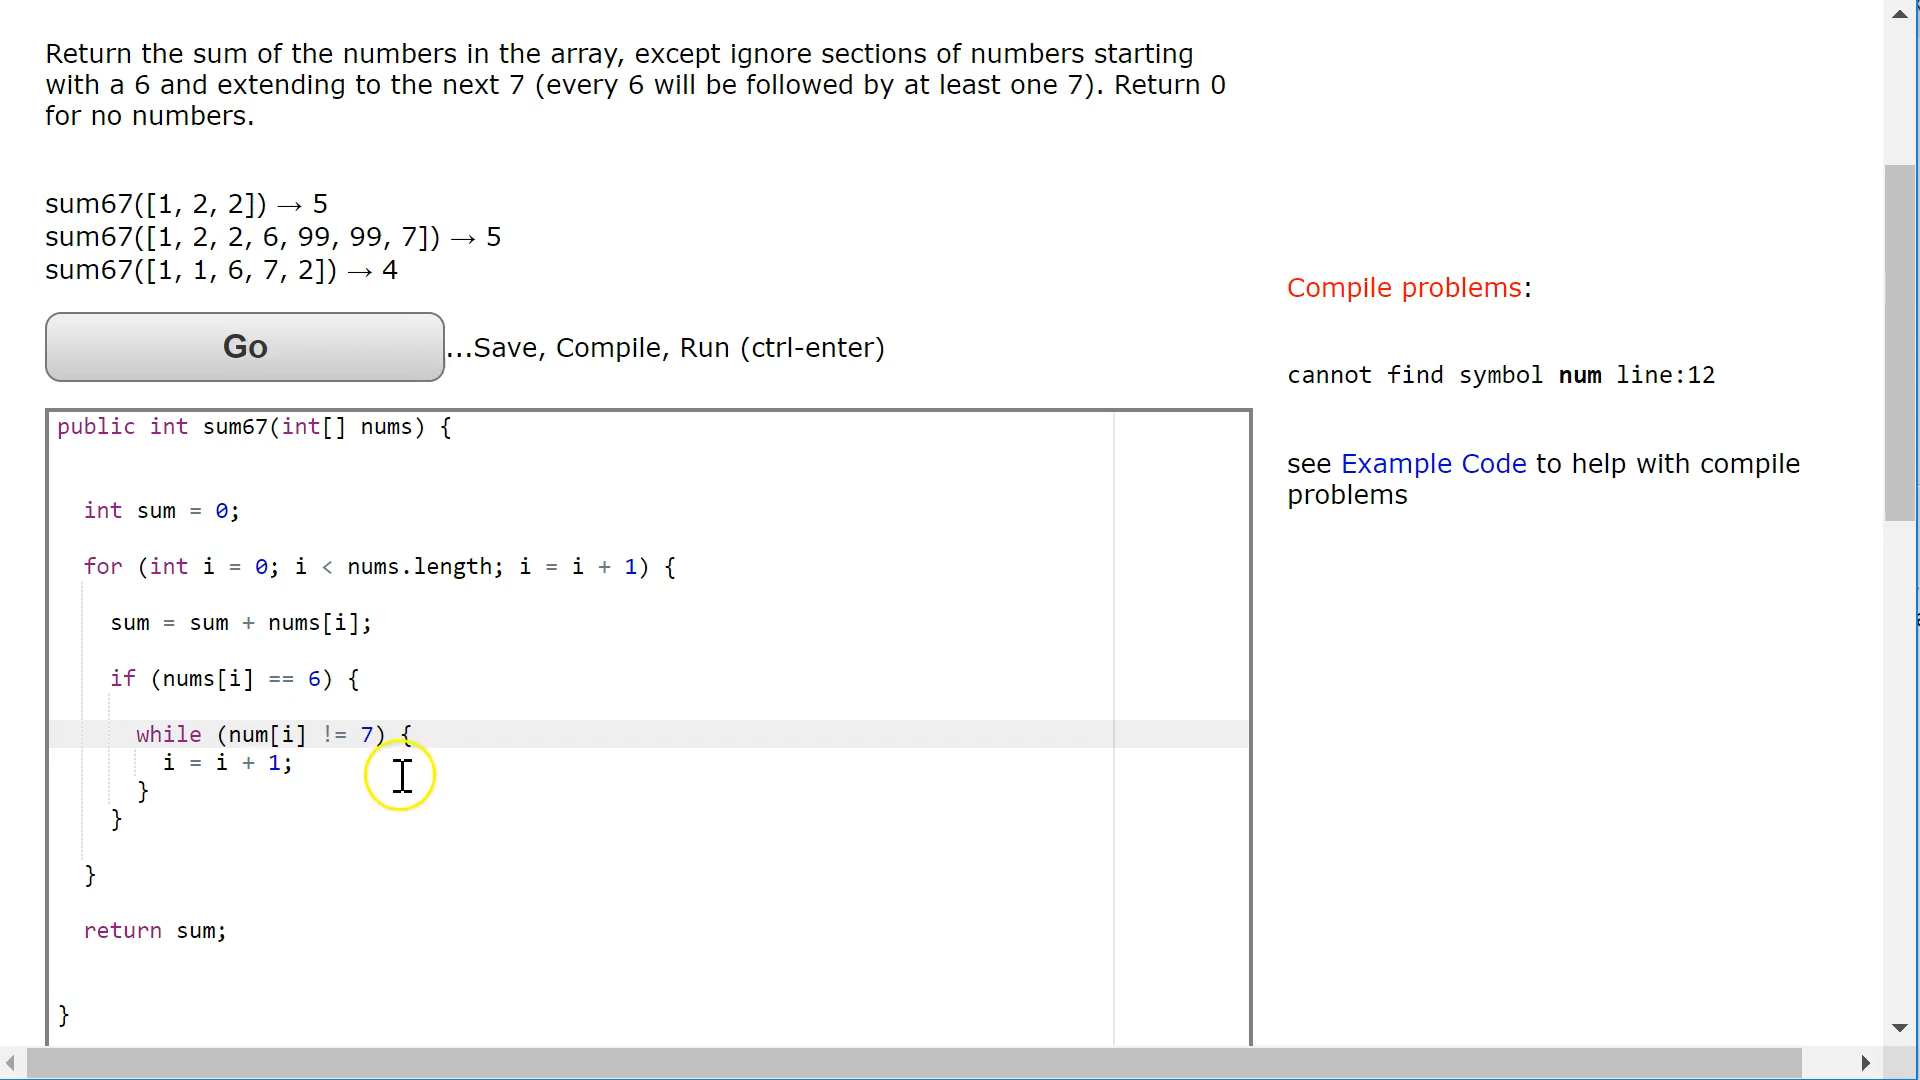 Return the sum of the numbers in the array, except ignore sections of numbers starting
with a 6 and extending to the next 7 (every 6 will be followed by at least one 7). Return 0
for no numbers.
sum67([1, 2, 2]) → 5
sum67([1, 2, 2, 6, 99, 99, 7]) → 5
sum67([1, 1, 6, 7, 2]) → 4
Go
...Save, Compile, Run (ctrl-enter)
public int sum67(int[] nums) {
int sum = 0;
for (int i = 0; i < nums.length; i = i + 1) {
sum = sum + nums[i];
if (nums[i] == 6) {
while (num[i] != 7) {
i = i + 1;
}
}
}
return sum;
}
Compile problems:
cannot find symbol num line:12
see Example Code to help with compile
problems